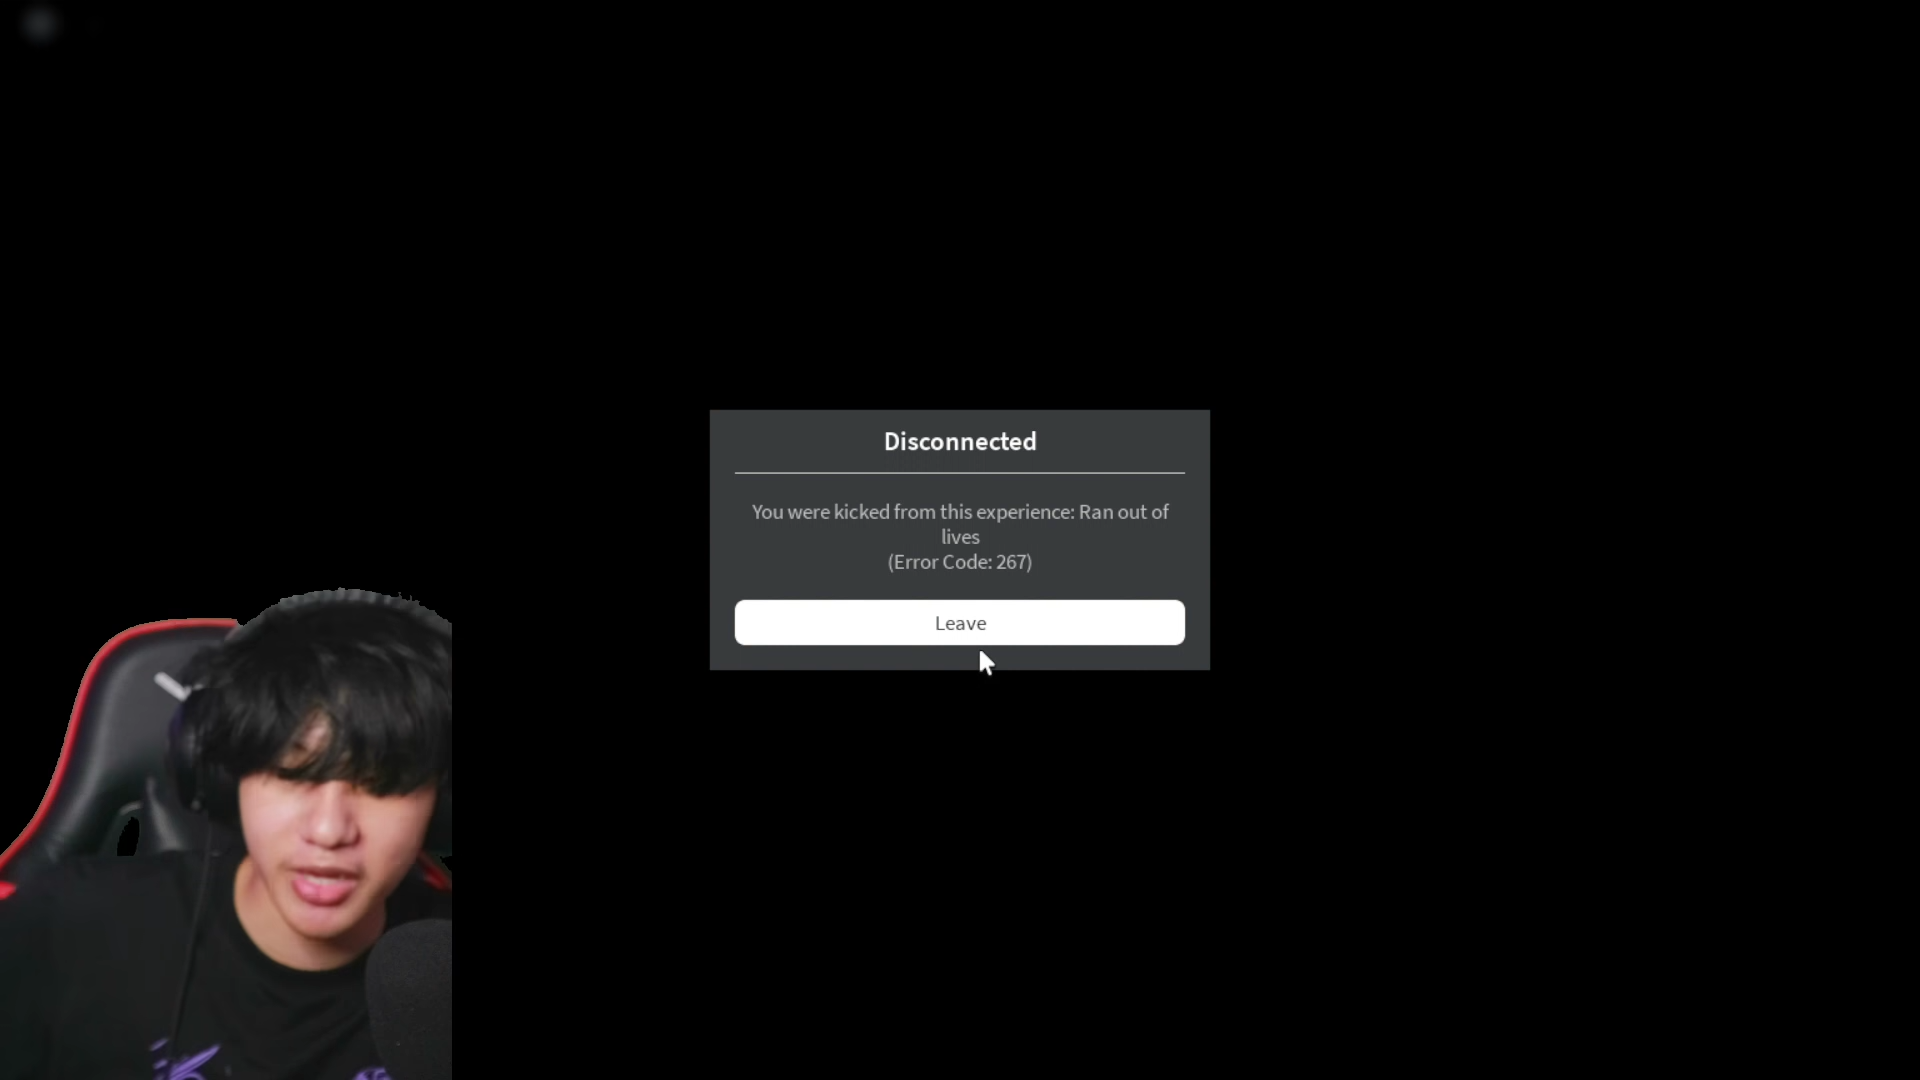 Disconnected
You were kicked from this experience: Ran out of
lives
(Error Code: 267)
Leave